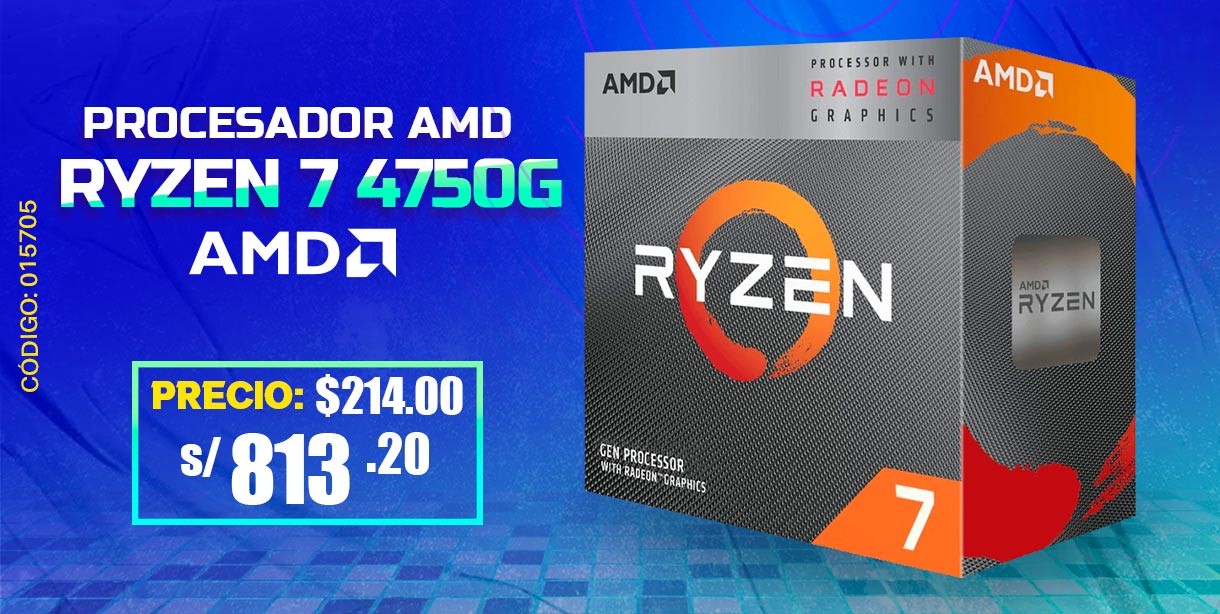 PROCESADOR AMD
RYZEN 7 4750G
AMD
CÓDIGO: 015705
PRECIO: $214.00
s/ 813.20
AMD
PROCESSOR WITH
RADEON
GRAPHICS
RYZEN
GEN PROCESSOR
WITH RADEON™ GRAPHICS
7
AMD
AMD
RYZEN